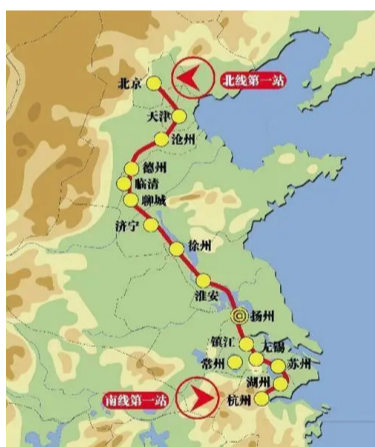 北京
北线第一站
天津
沧州
德州
临清
聊城
济宁
徐州
淮安
扬州
镇江
无锡
常州
苏州
湖州
南线第一站
杭州